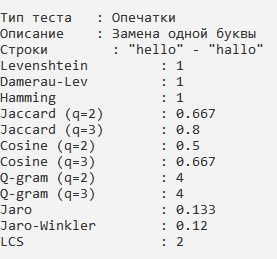 Тип теста : Опечатки
Описание : Замена одной буквы
Строки : "hello" - "hallo"
Levenshtein : 1
Damerau-Lev : 1
Hamming : 1
Jaccard (q=2) : 0.667
Jaccard (q=3) : 0.8
Cosine (q=2) : 0.5
Cosine (q=3) : 0.667
Q-gram (q=2) : 4
Q-gram (q=3) : 4
Jaro : 0.133
Jaro-Winkler : 0.12
LCS : 2